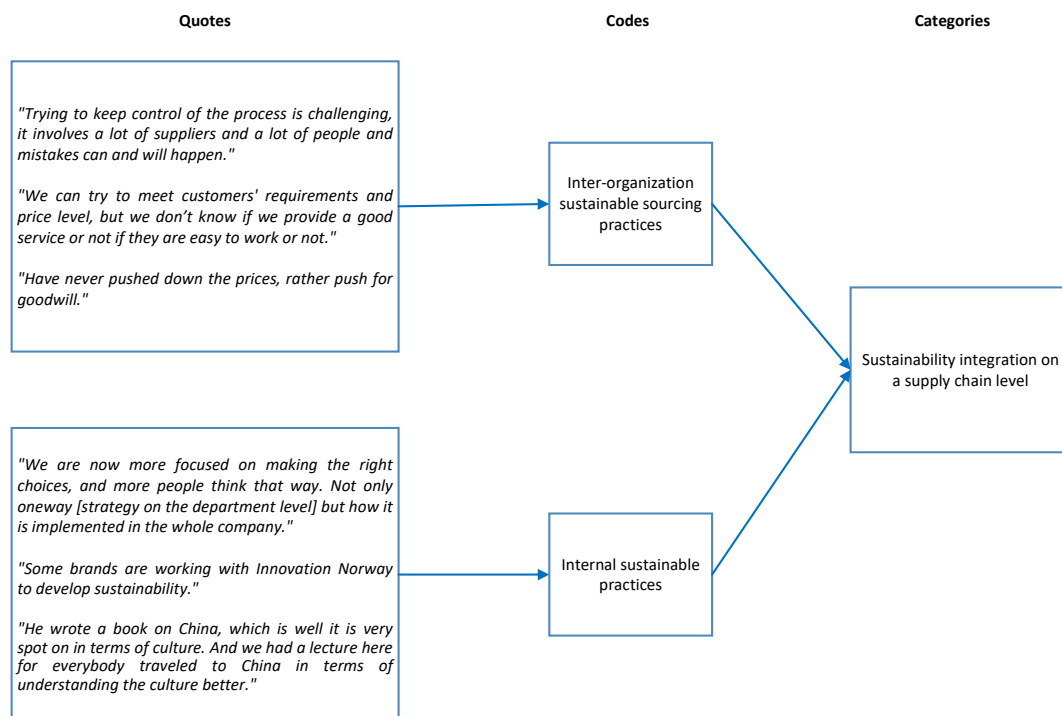 Quotes
Codes
Categories
"Trying to keep control of the process is challenging,
it involves a lot of suppliers and a lot of people and
mistakes can and will happen."
"We can try to meet customers' requirements and
price level, but we don’t know if we provide a good
service or not if they are easy to work or not."
"Have never pushed down the prices, rather push for
goodwill."
Inter-organization
sustainable sourcing
practices
Sustainability integration on
a supply chain level
"We are now more focused on making the right
choices, and more people think that way. Not only
oneway [strategy on the department level] but how it
is implemented in the whole company."
"Some brands are working with Innovation Norway
to develop sustainability."
"He wrote a book on China, which is well it is very
spot on in terms of culture. And we had a lecture here
for everybody traveled to China in terms of
understanding the culture better."
Internal sustainable
practices